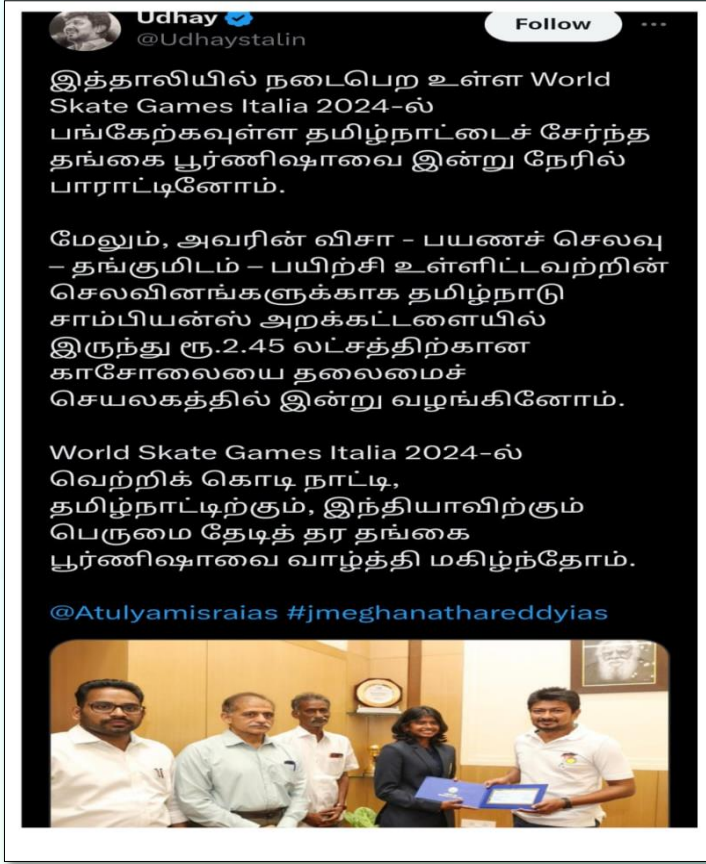 Udhay
@Udhaystalin
Follow
இத்தாலியில் நடைபெற உள்ள World
Skate Games Italia 2024-ல்
பங்கேற்கவுள்ள தமிழ்நாட்டைச் சேர்ந்த
தங்கை பூர்ணிஷாவை இன்று நேரில்
பாராட்டினோம்.
மேலும், அவரின் விசா - பயணச் செலவு
– தங்குமிடம் – பயிற்சி உள்ளிட்டவற்றின்
செலவினங்களுக்காக தமிழ்நாடு
சாம்பியன்ஸ் அறக்கட்டளையில்
இருந்து ரூ.2.45 லட்சத்திற்கான
காசோலையை தலைமைச்
செயலகத்தில் இன்று வழங்கினோம்.
World Skate Games Italia 2024-ல்
வெற்றிக் கொடி நாட்டி,
தமிழ்நாட்டிற்கும், இந்தியாவிற்கும்
பெருமை தேடித் தர தங்கை
பூர்ணிஷாவை வாழ்த்தி மகிழ்ந்தோம்.
@Atulyamisraias #jmeghanathareddyias